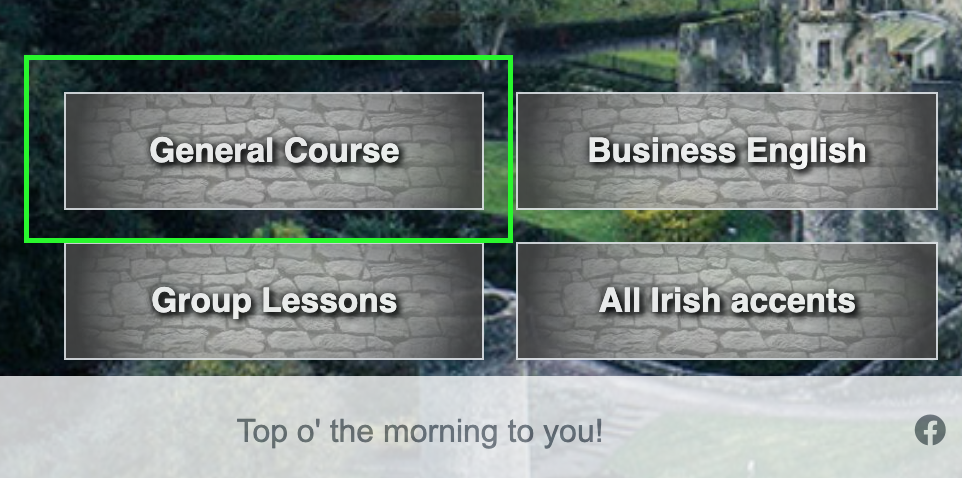 General Course
Business English
Group Lessons
All Irish accents
Top o' the morning to you!